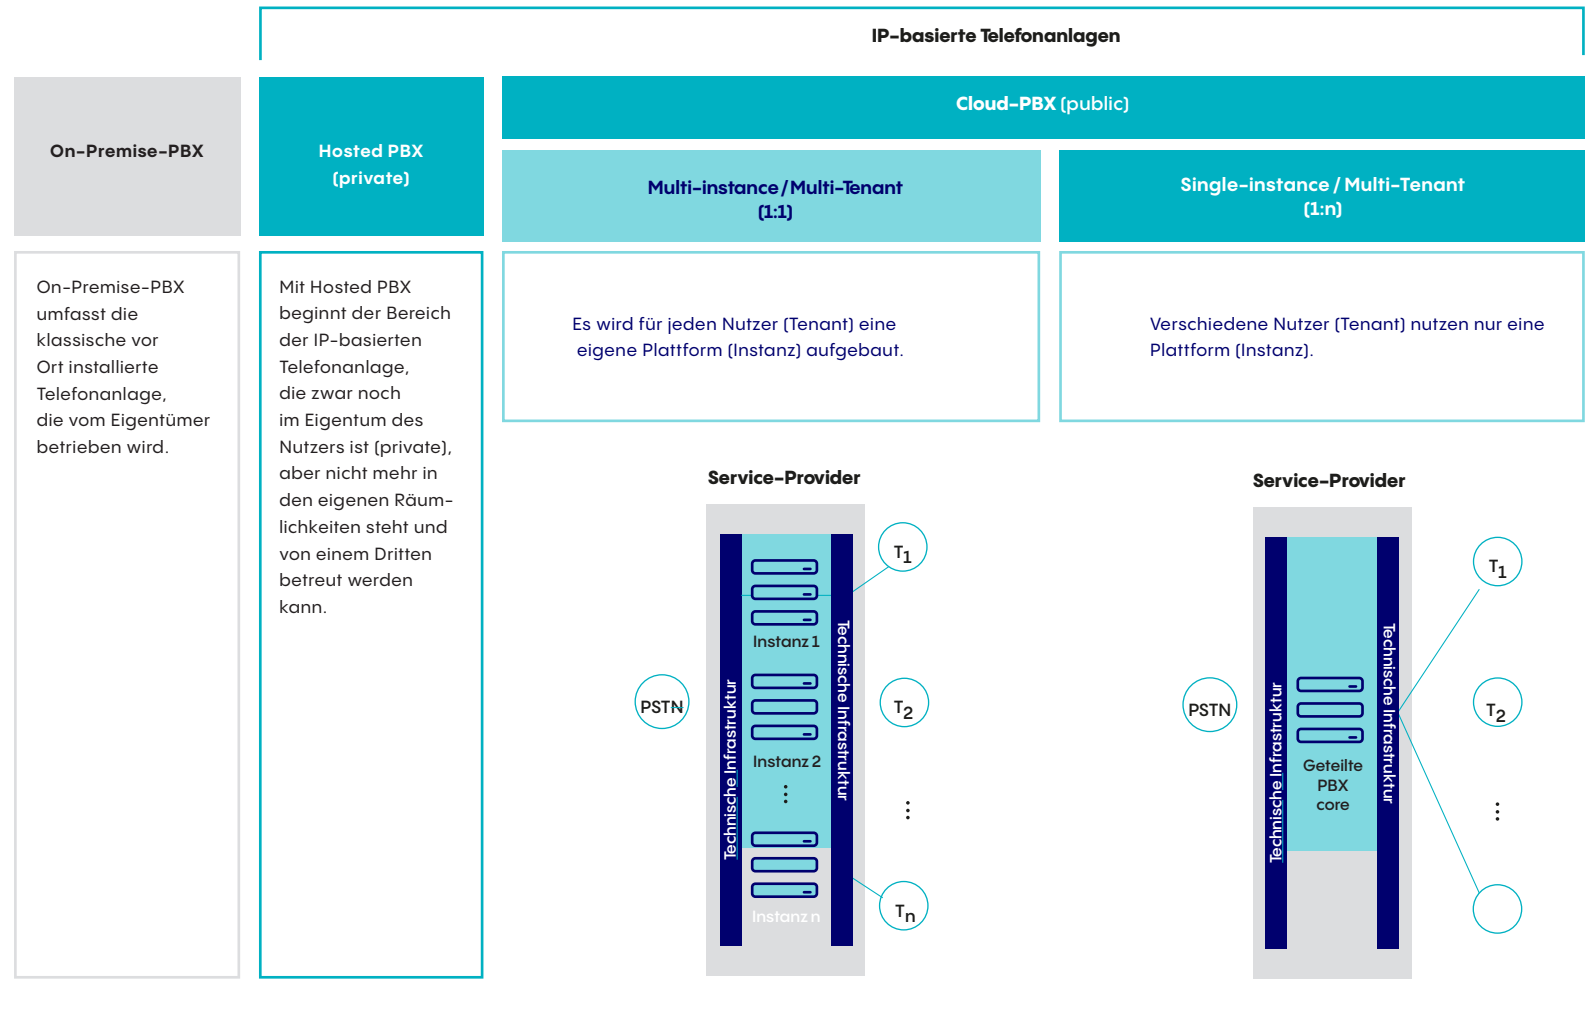 IP-basierte Telefonanlagen
On-Premise-PBX
Hosted PBX
(private)
Cloud-PBX (public)
Multi-instance / Multi-Tenant
(1:1)
Single-instance / Multi-Tenant
(1:n)
On-Premise-PBX
umfasst die
klassische vor
Ort installierte
Telefonanlage,
die vom Eigentümer
betrieben wird.
Mit Hosted PBX
beginnt der Bereich
der IP-basierten
Telefonanlage,
die zwar noch
im Eigentum des
Nutzers ist (private),
aber nicht mehr in
den eigenen Räum-
lichkeiten steht und
von einem Dritten
betreut werden
kann.
Es wird für jeden Nutzer (Tenant) eine
eigene Plattform (Instanz) aufgebaut.
Verschiedene Nutzer (Tenant) nutzen nur eine
Plattform (Instanz).
Service-Provider
PSTN
Technische Infrastruktur
Instanz 1
Instanz 2
⋮
Instanz n
Technische Infrastruktur
T1
T2
⋮
Tn
Service-Provider
PSTN
Technische Infrastruktur
Geteilte
PBX
core
Technische Infrastruktur
T1
T2
⋮